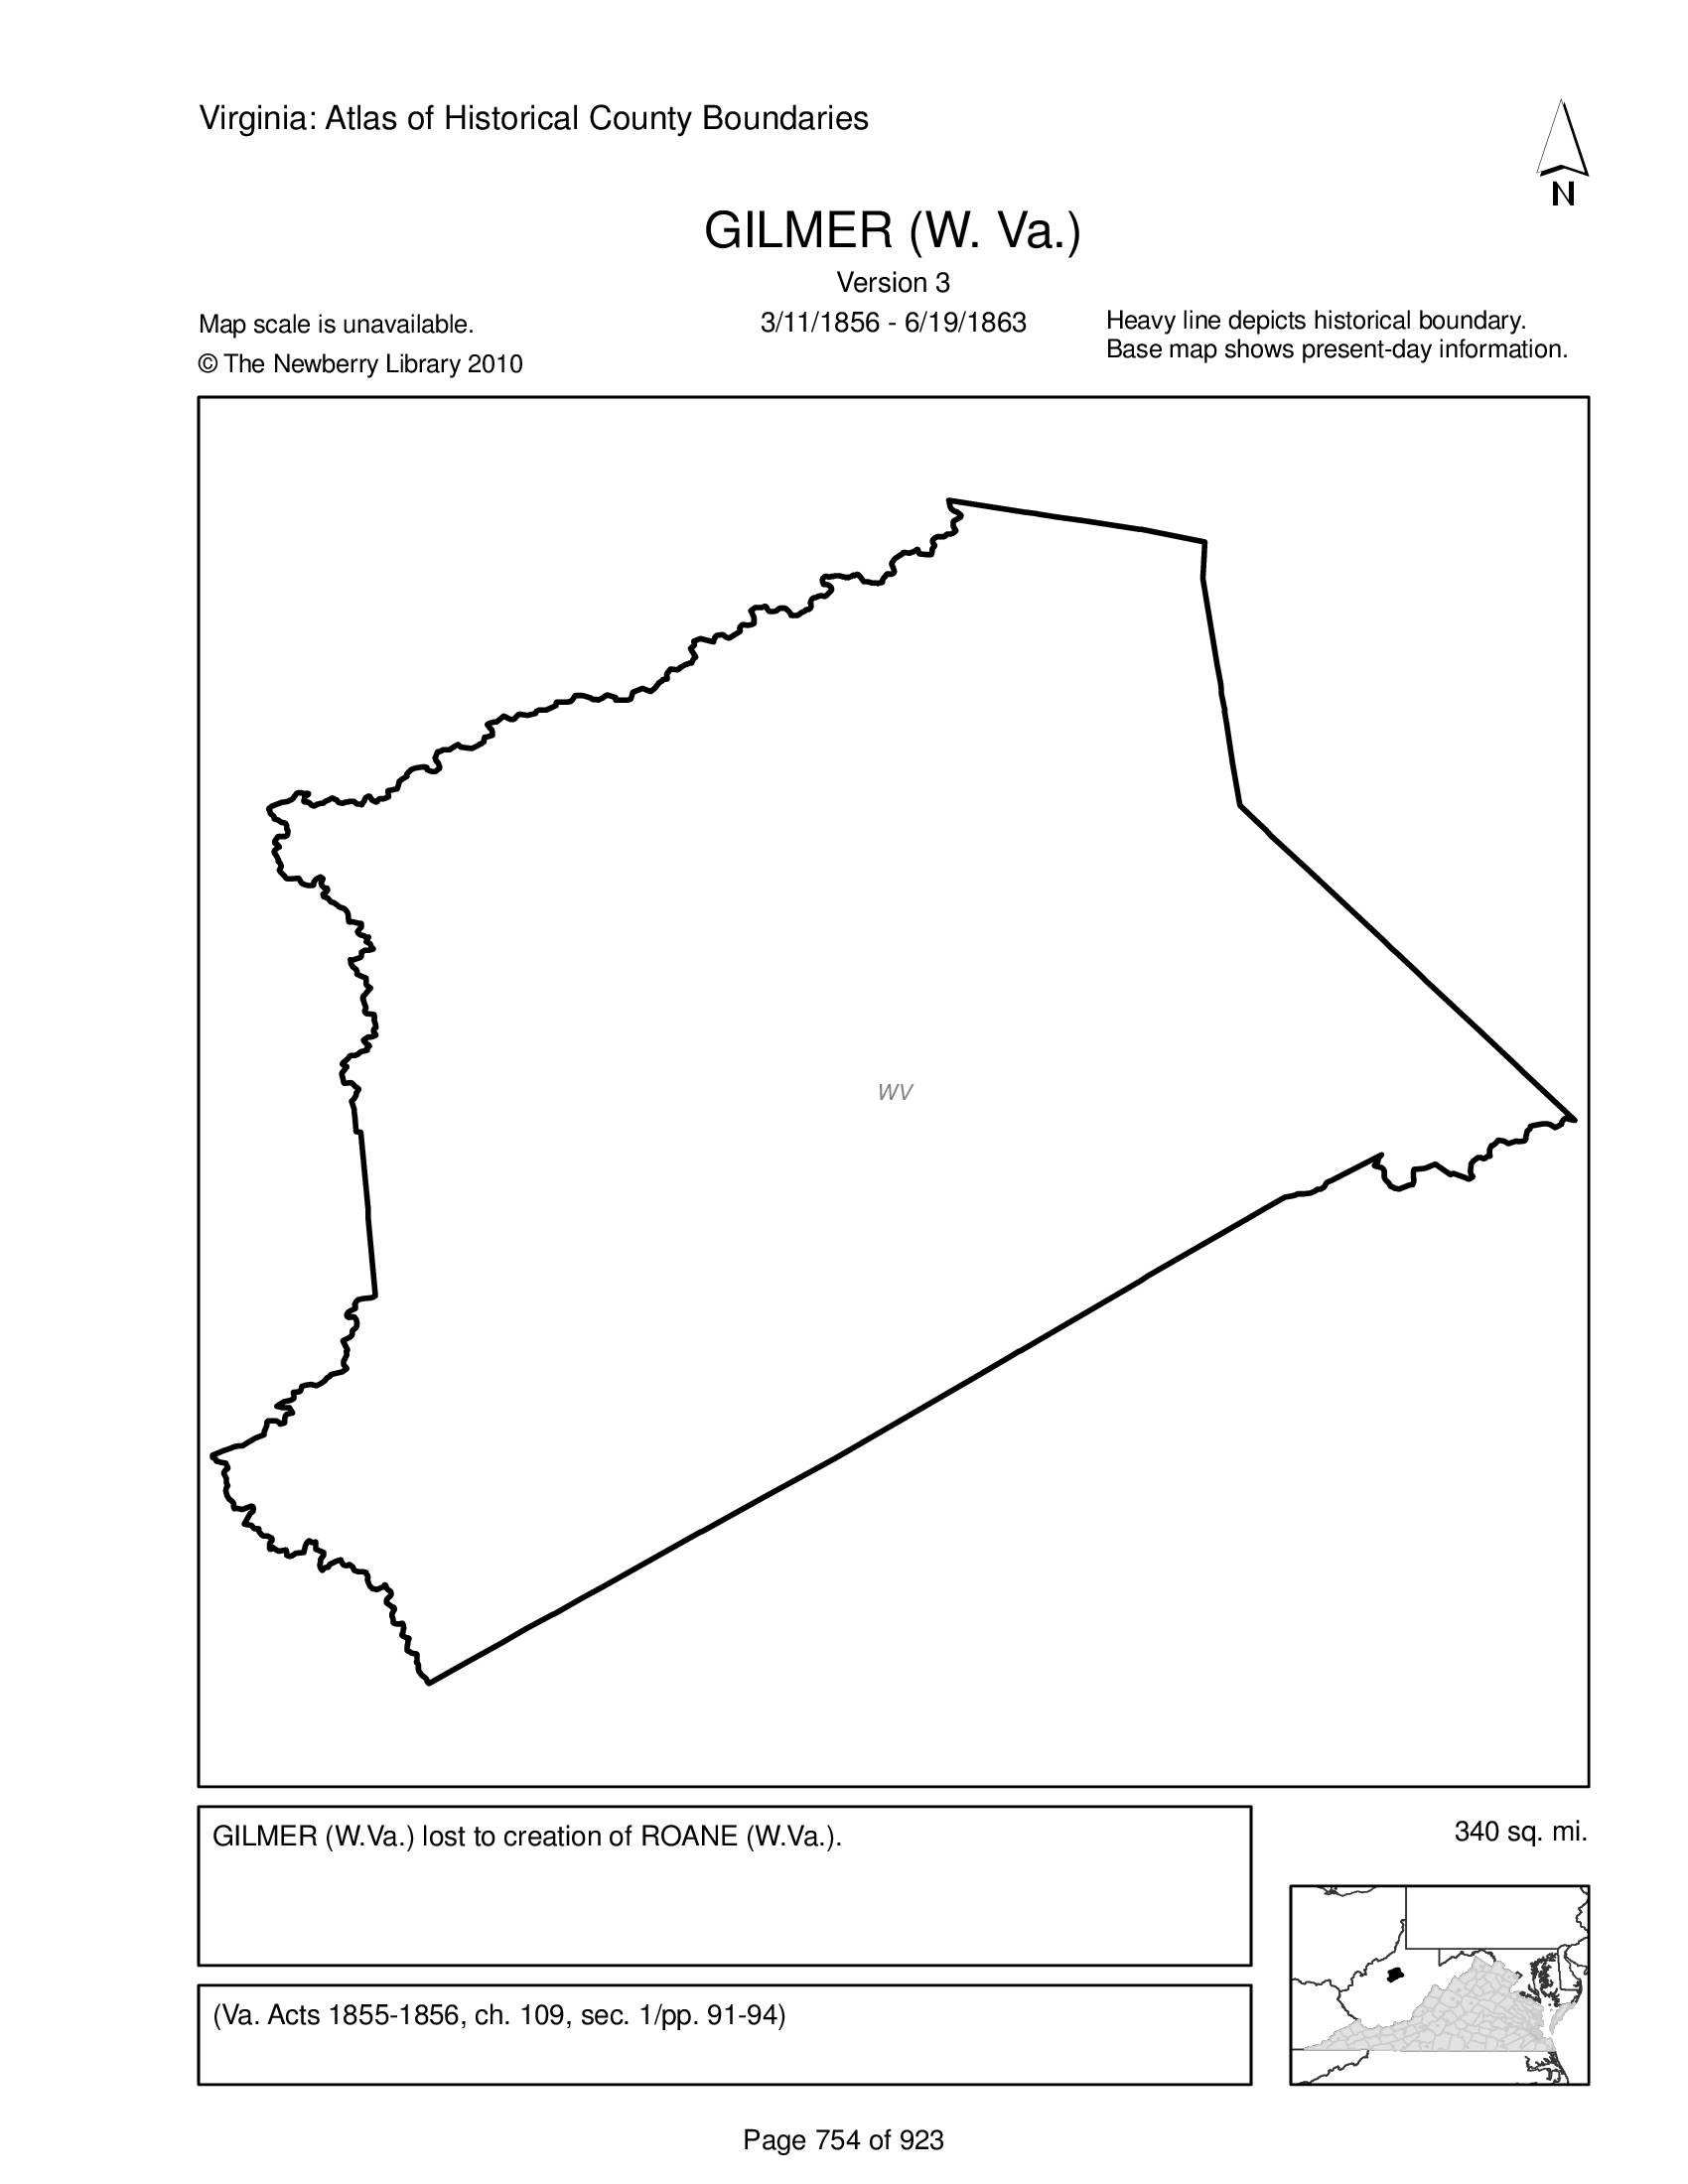 Virginia: Atlas of Historical County Boundaries
N
GILMER (W. Va.)
Version 3
Map scale is unavailable.
3/11/1856 - 6/19/1863
Heavy line depicts historical boundary.
Base map shows present-day information.
© The Newberry Library 2010
WV
GILMER (W.Va.) lost to creation of ROANE (W.Va.).
340 sq. mi.
(Va. Acts 1855-1856, ch. 109, sec. 1/pp. 91-94)
Page 754 of 923